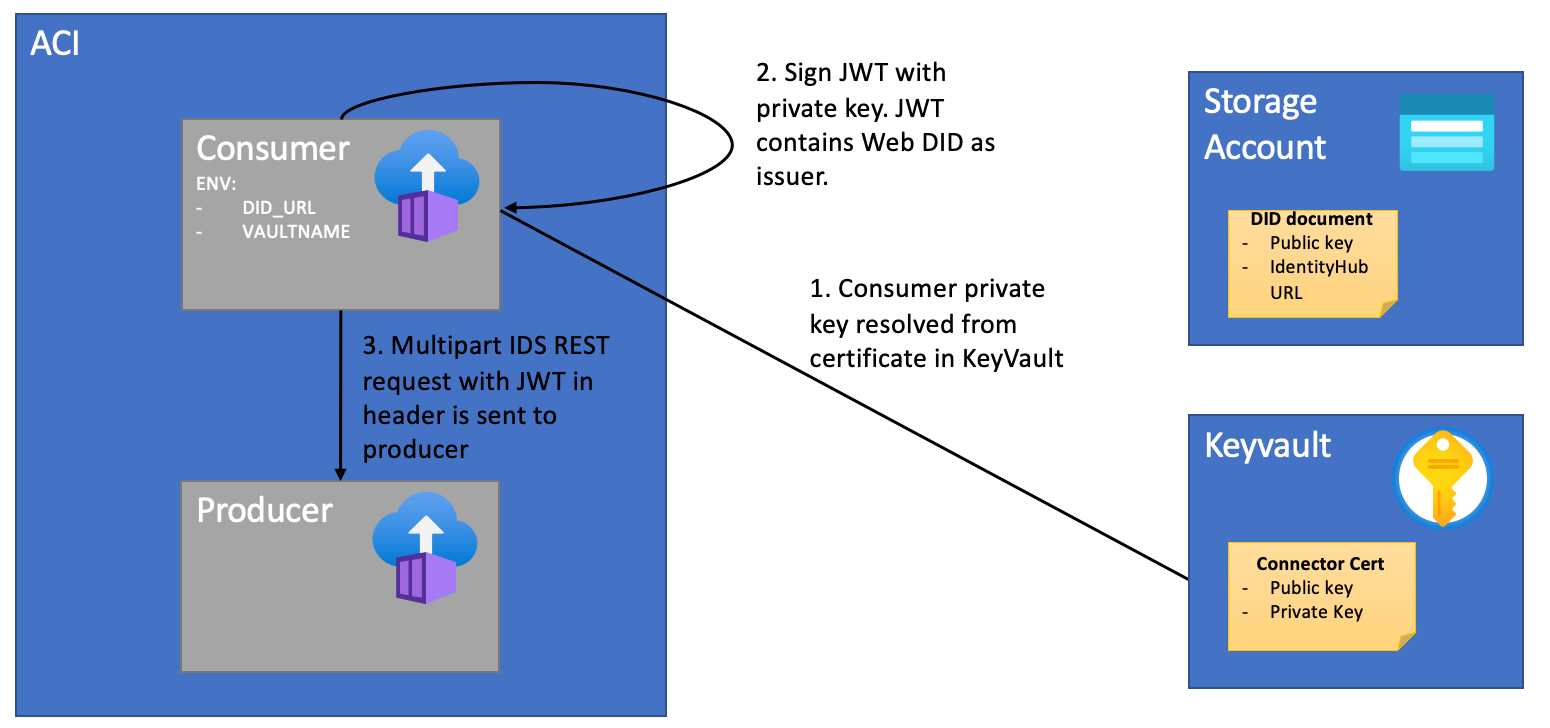 ACI
Consumer
ENV:
- DID_URL
- VAULTNAME
2. Sign JWT with
private key. JWT
contains Web DID as
issuer.
1. Consumer private
key resolved from
certificate in KeyVault
3. Multipart IDS REST
request with JWT in
header is sent to
producer
Producer
Storage
Account
DID document
- Public key
- IdentityHub
URL
Keyvault
Connector Cert
- Public key
- Private Key